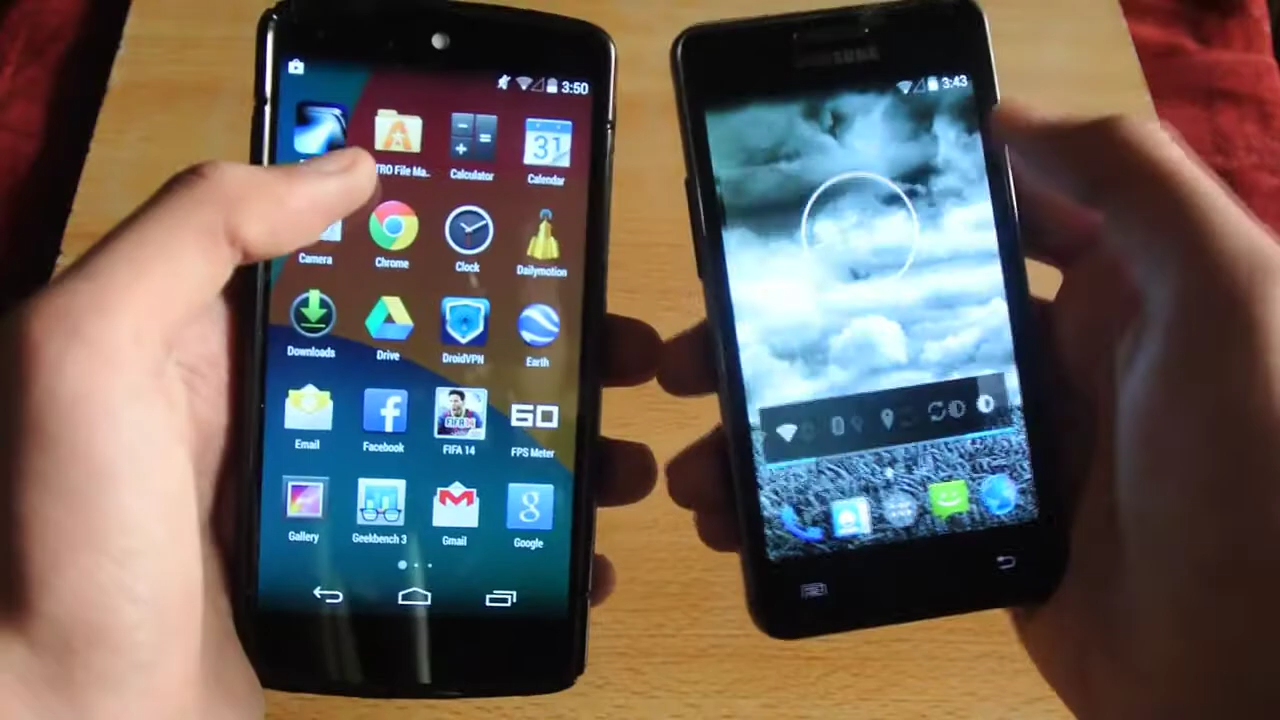 3:50
TRO File Ma..
Calculator
31
Calendar
Camera
Chrome
Clock
Dailymotion
Downloads
Drive
DroidVPN
Earth
Email
Facebook
FIFA 14
60
FPS Meter
Gallery
Geekbench 3
Gmail
g
Google
SAMSUNG
3:43